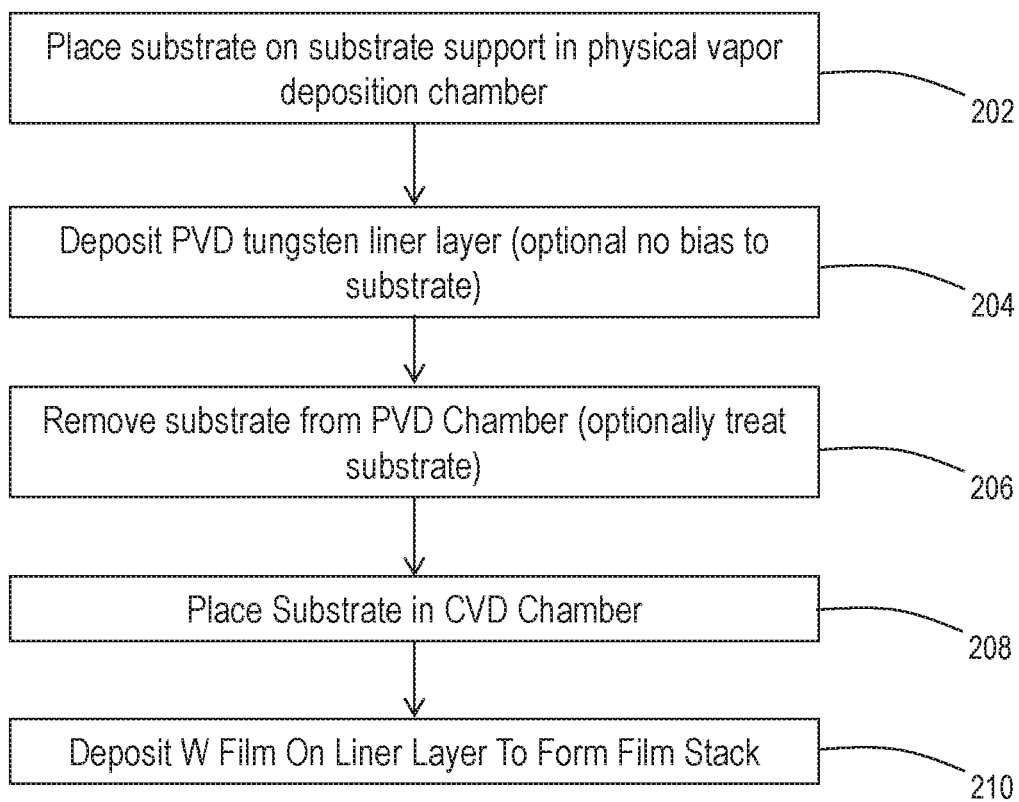 Place substrate on substrate support in physical vapor
deposition chamber
202
Deposit PVD tungsten liner layer (optional no bias to
substrate)
204
Remove substrate from PVD Chamber (optionally treat
substrate)
206
Place Substrate in CVD Chamber
208
Deposit W Film On Liner Layer To Form Film Stack
210